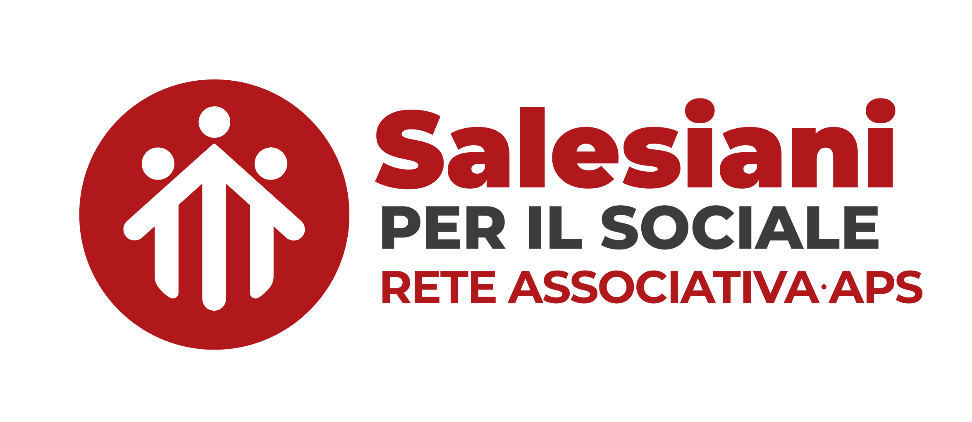 Salesiani
PER IL SOCIALE
RETE ASSOCIATIVA·APS